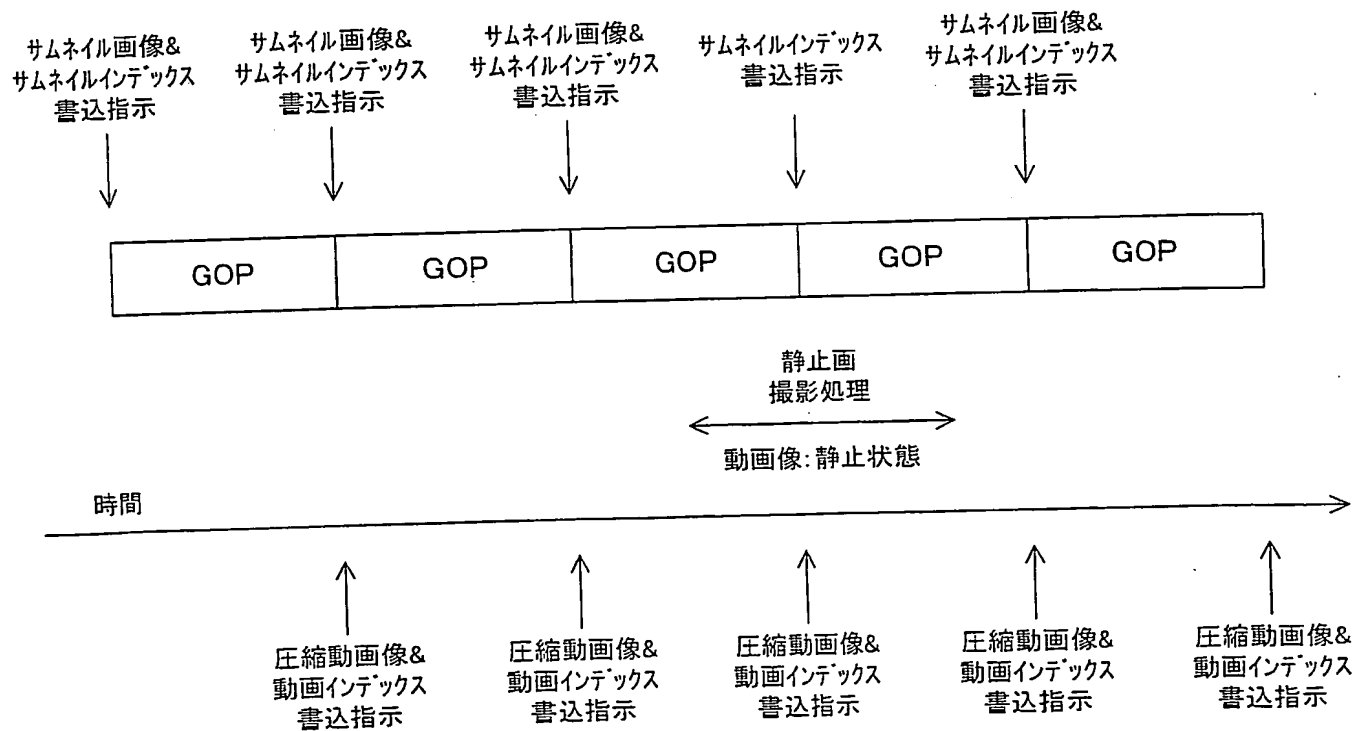 サムネイル画像&
サムネイルインデックス
書込指示
サムネイル画像&
サムネイルインデックス
書込指示
サムネイル画像&
サムネイルインデックス
書込指示
サムネイルインデックス
書込指示
サムネイル画像&
サムネイルインデックス
書込指示
GOP
GOP
GOP
GOP
GOP
静止画
撮影処理
動画像:静止状態
時間
圧縮動画像&
動画インデックス
書込指示
圧縮動画像&
動画インデックス
書込指示
圧縮動画像&
動画インデックス
書込指示
圧縮動画像&
動画インデックス
書込指示
圧縮動画像&
動画インデックス
書込指示